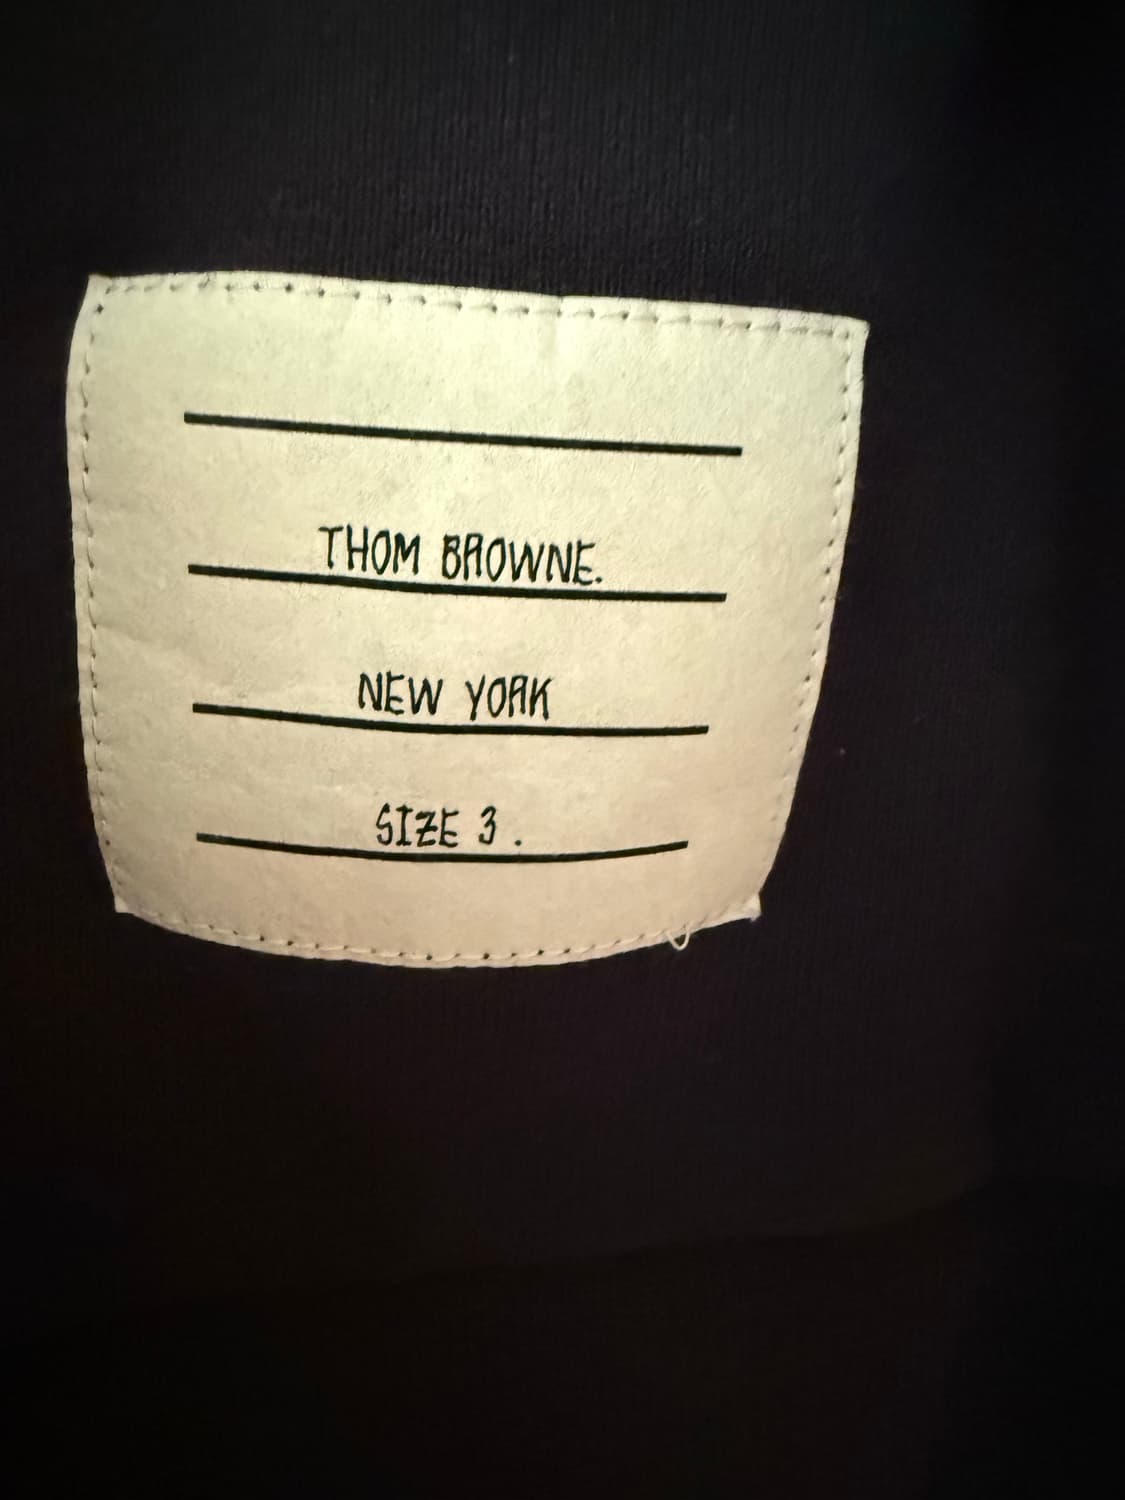 THOM BROWNE.
NEW YORK
SIZE 3 .